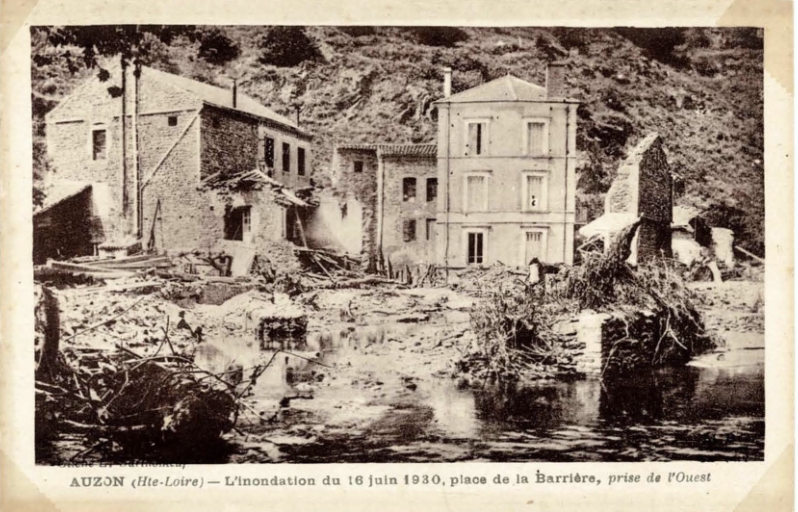 AUZON (Hte-Loire) — L'inondation du 16 juin 1930, place de la Barrière, prise de l'Ouest